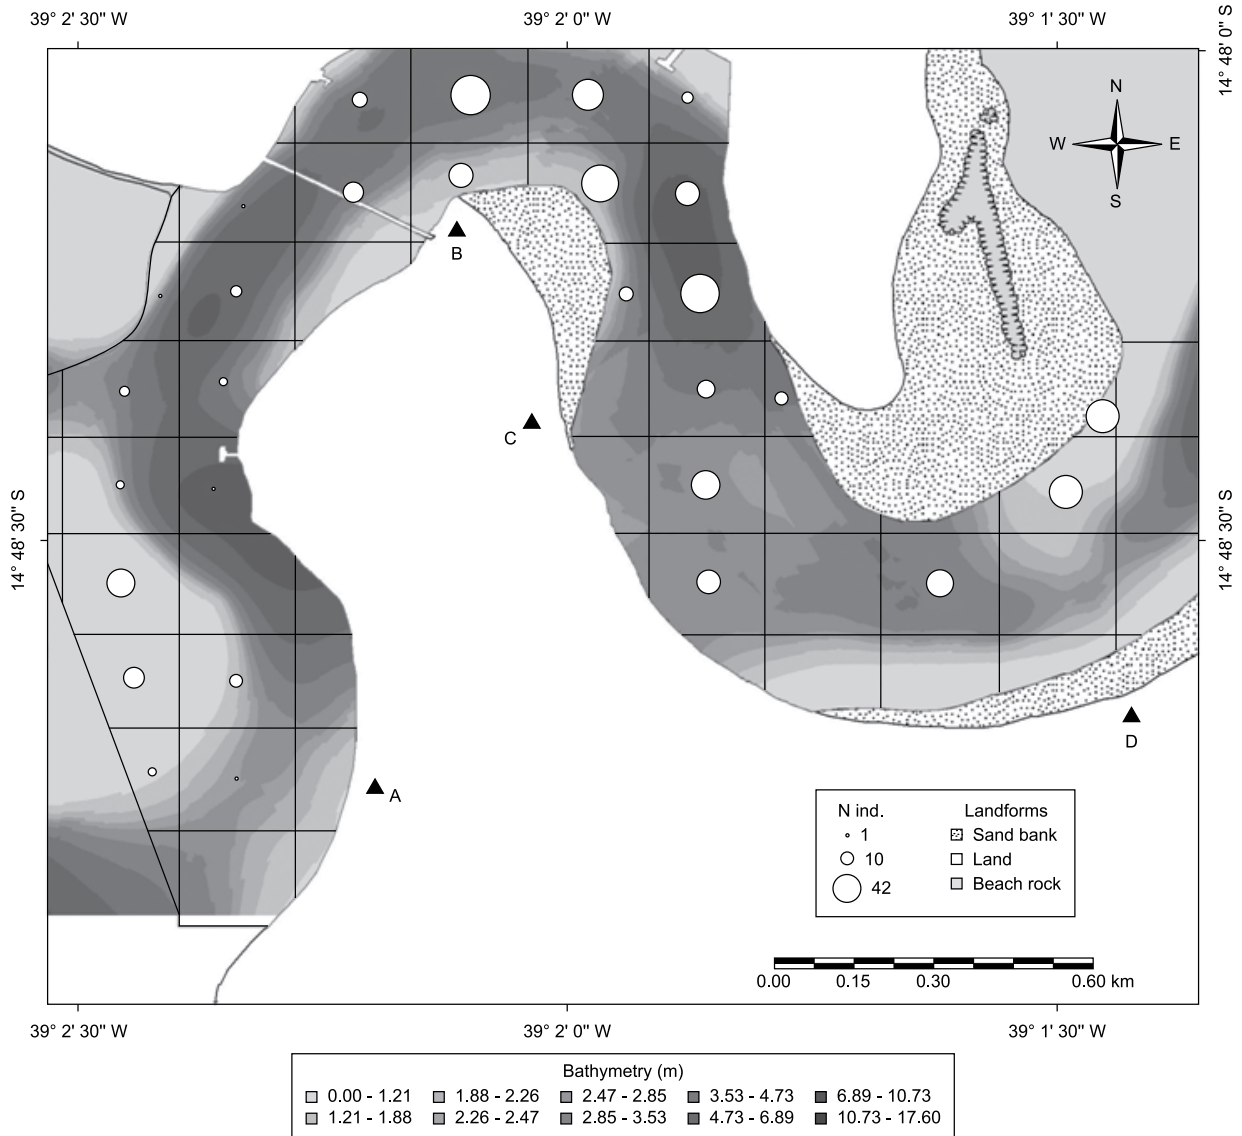 39° 2' 30" W 39° 2' 0" W 39° 1' 30" W
14° 48' 0" S
N
W E
S
B
C
14° 48' 30" S 14° 48' 30" S
D
A
N ind. Landforms
1 Sand bank
10 Land
42 Beach rock
0.00 0.15 0.30 0.60 km
39° 2' 30" W 39° 2' 0" W 39° 1' 30" W
Bathymetry (m)
0.00 - 1.21 1.88 - 2.26 2.47 - 2.85 3.53 - 4.73 6.89 - 10.73
1.21 - 1.88 2.26 - 2.47 2.85 - 3.53 4.73 - 6.89 10.73 - 17.60